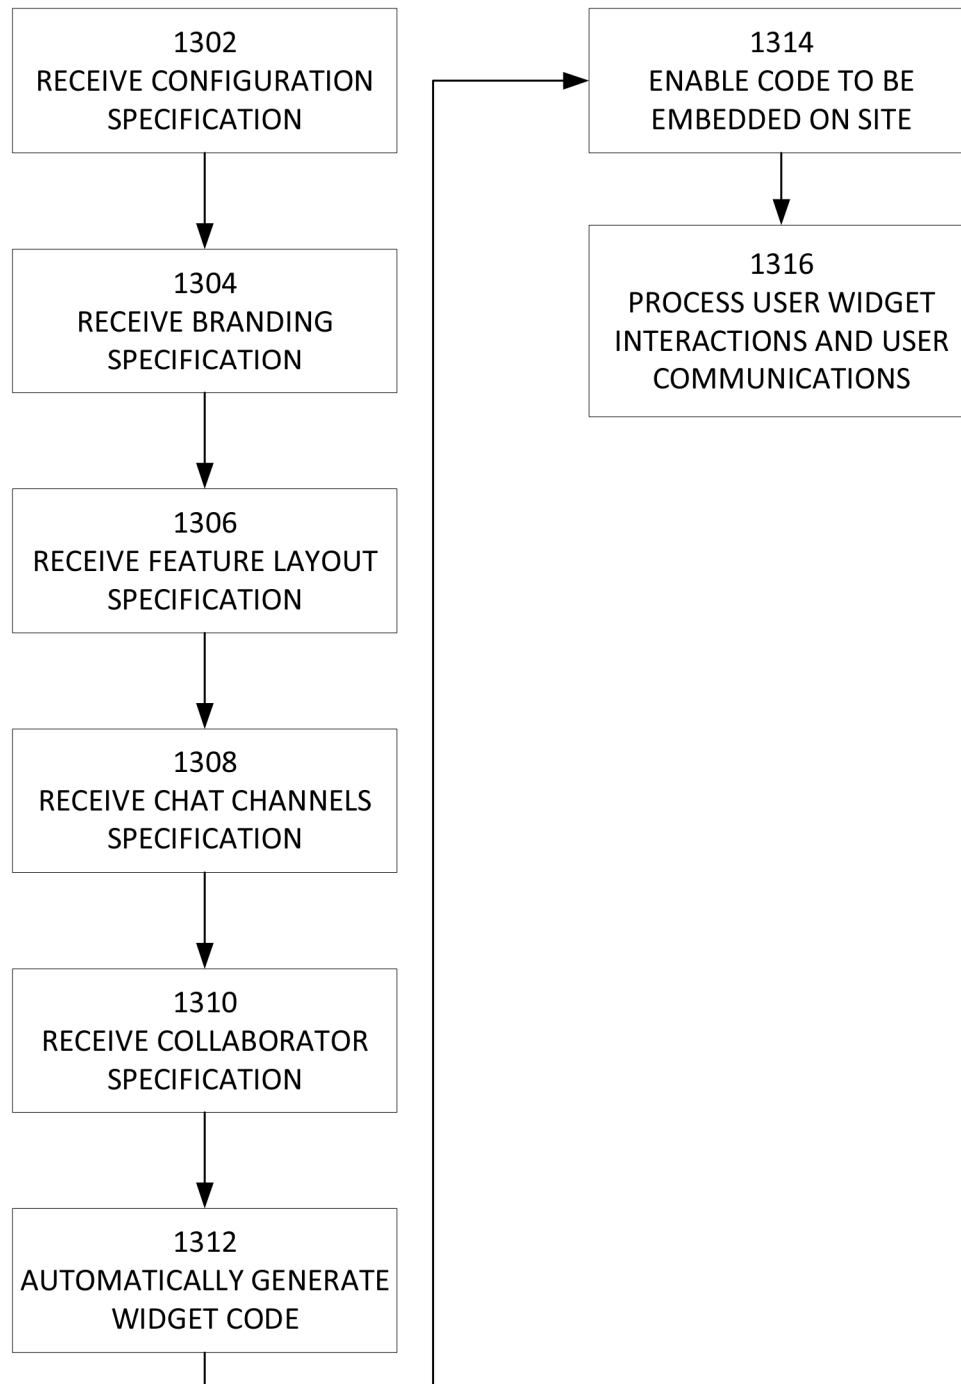 1302
RECEIVE CONFIGURATION
SPECIFICATION
1304
RECEIVE BRANDING
SPECIFICATION
1306
RECEIVE FEATURE LAYOUT
SPECIFICATION
1308
RECEIVE CHAT CHANNELS
SPECIFICATION
1310
RECEIVE COLLABORATOR
SPECIFICATION
1312
AUTOMATICALLY GENERATE
WIDGET CODE
1314
ENABLE CODE TO BE
EMBEDDED ON SITE
1316
PROCESS USER WIDGET
INTERACTIONS AND USER
COMMUNICATIONS